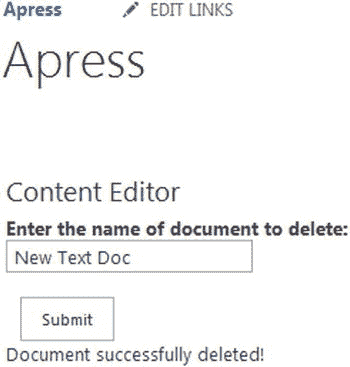 Apress EDIT LINKS
Apress
Content Editor
Enter the name of document to delete:
New Text Doc
Submit
Document successfully deleted!